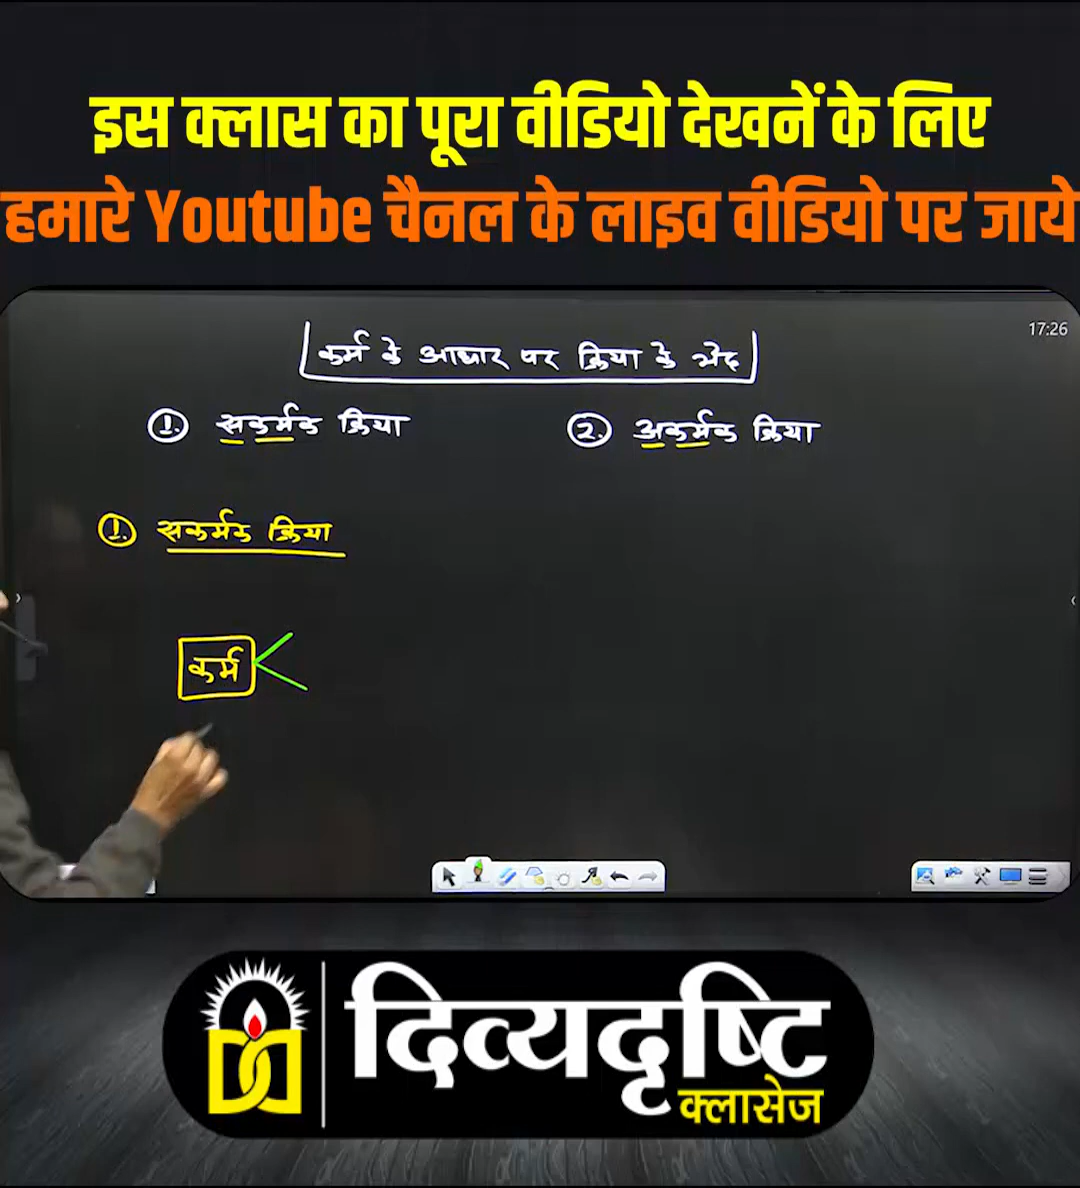 इस क्लास का पूरा वीडियो देखनें के लिए
हमारे Youtube चैनल के लाइव वीडियो पर जाये
17:26
कर्म के आधार पर क्रिया के भेद
1. सकर्मक क्रिया
2. अकर्मक क्रिया
1. सकर्मक क्रिया
कर्म
दिव्यदृष्टि
क्लासेज